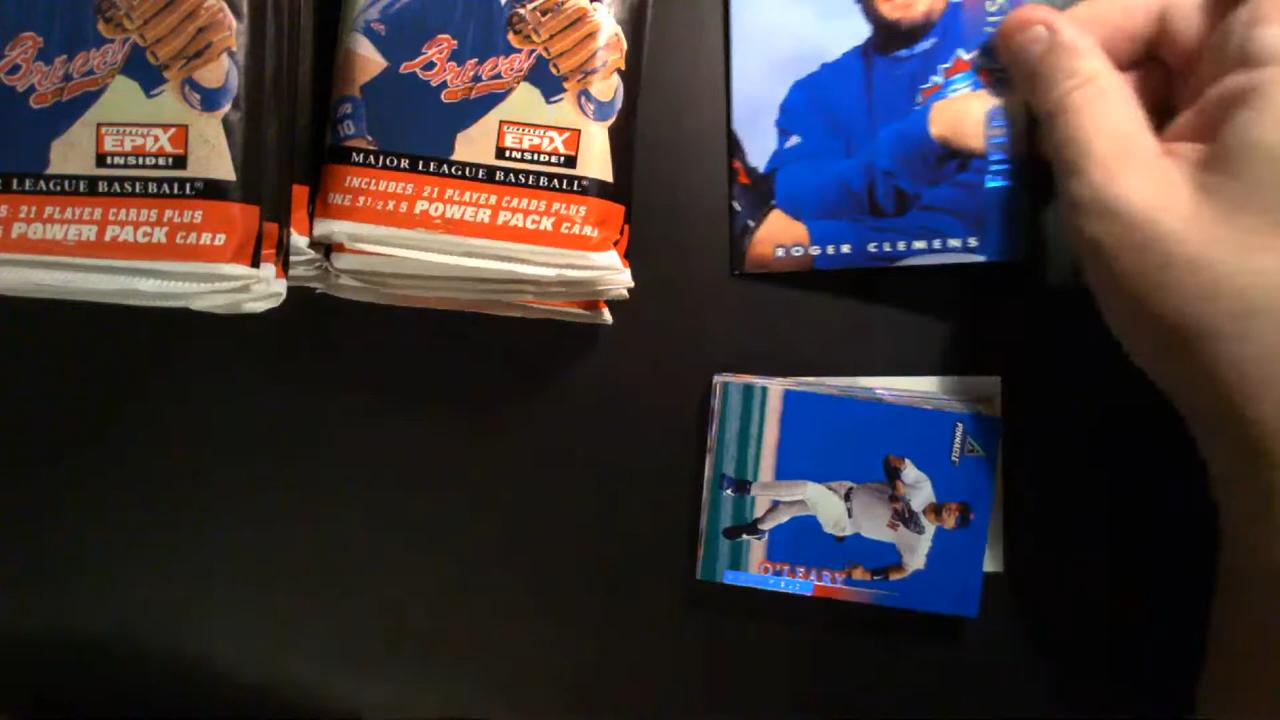 Braves
PINNACLE
EPIX
INSIDE!
LEAGUE BASEBALL
S: 21 PLAYER CARDS PLUS
POWER PACK CARD
Braves
10
PINNACLE
EPIX
INSIDE!
MAJOR LEAGUE BASEBALL
INCLUDES: 21 PLAYER CARDS PLUS
ONE 3 1/2 X 5 POWER PACK CARD
ROGER CLEMENS
PINNACLE
O'LEARY